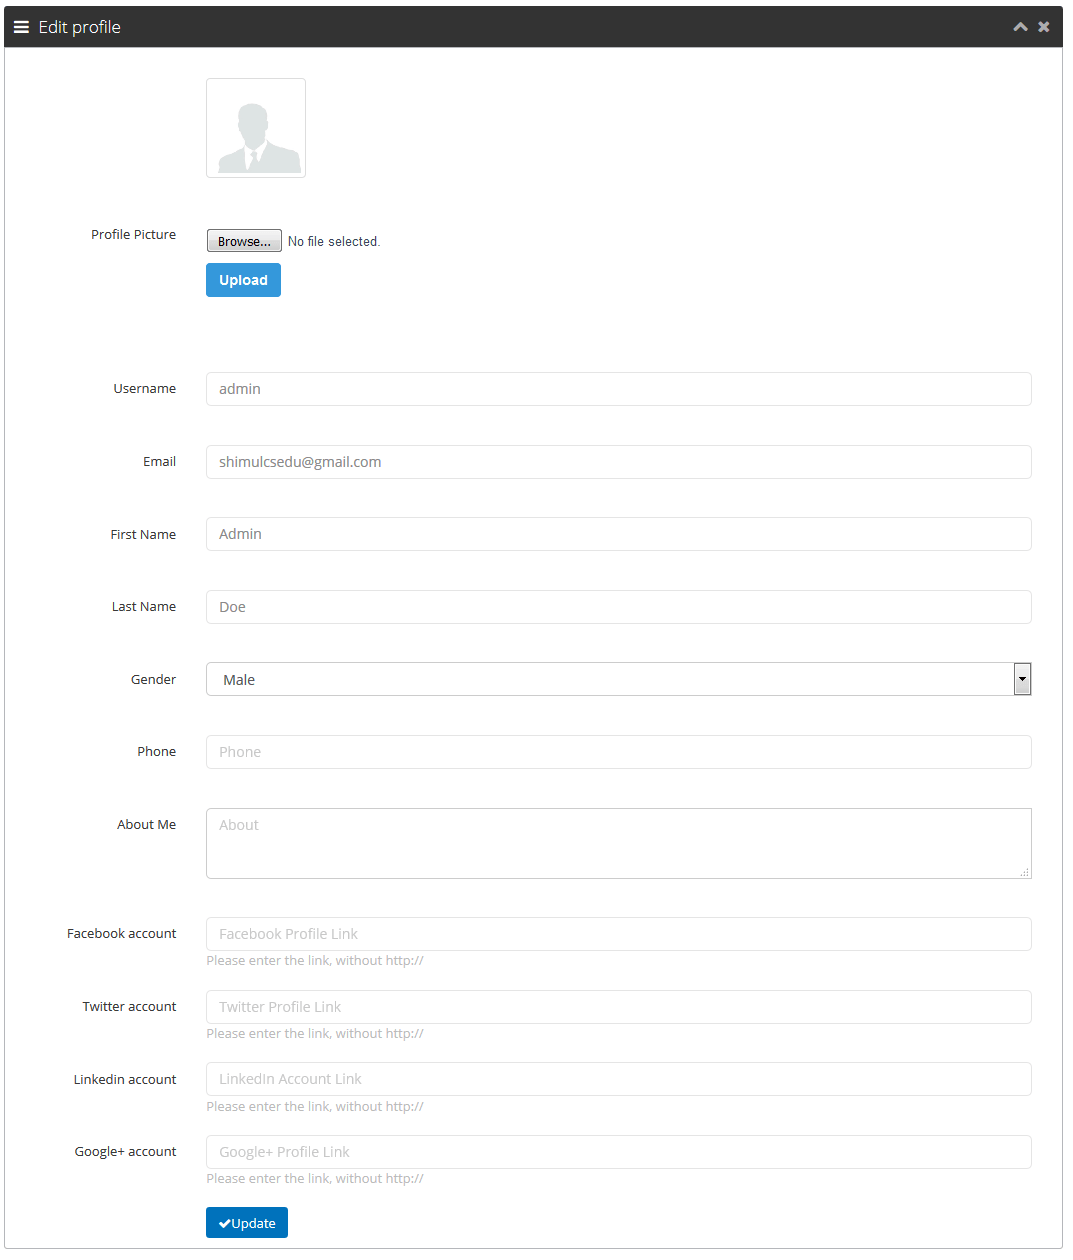 Edit profile
Profile Picture
Browse... No file selected.
Upload
Username admin
Email shimulcsedu@gmail.com
First Name Admin
Last Name Doe
Gender Male
Phone Phone
About Me About
Facebook account Facebook Profile Link
Please enter the link, without http://
Twitter account Twitter Profile Link
Please enter the link, without http://
Linkedin account LinkedIn Account Link
Please enter the link, without http://
Google+ account Google+ Profile Link
Please enter the link, without http://
Update